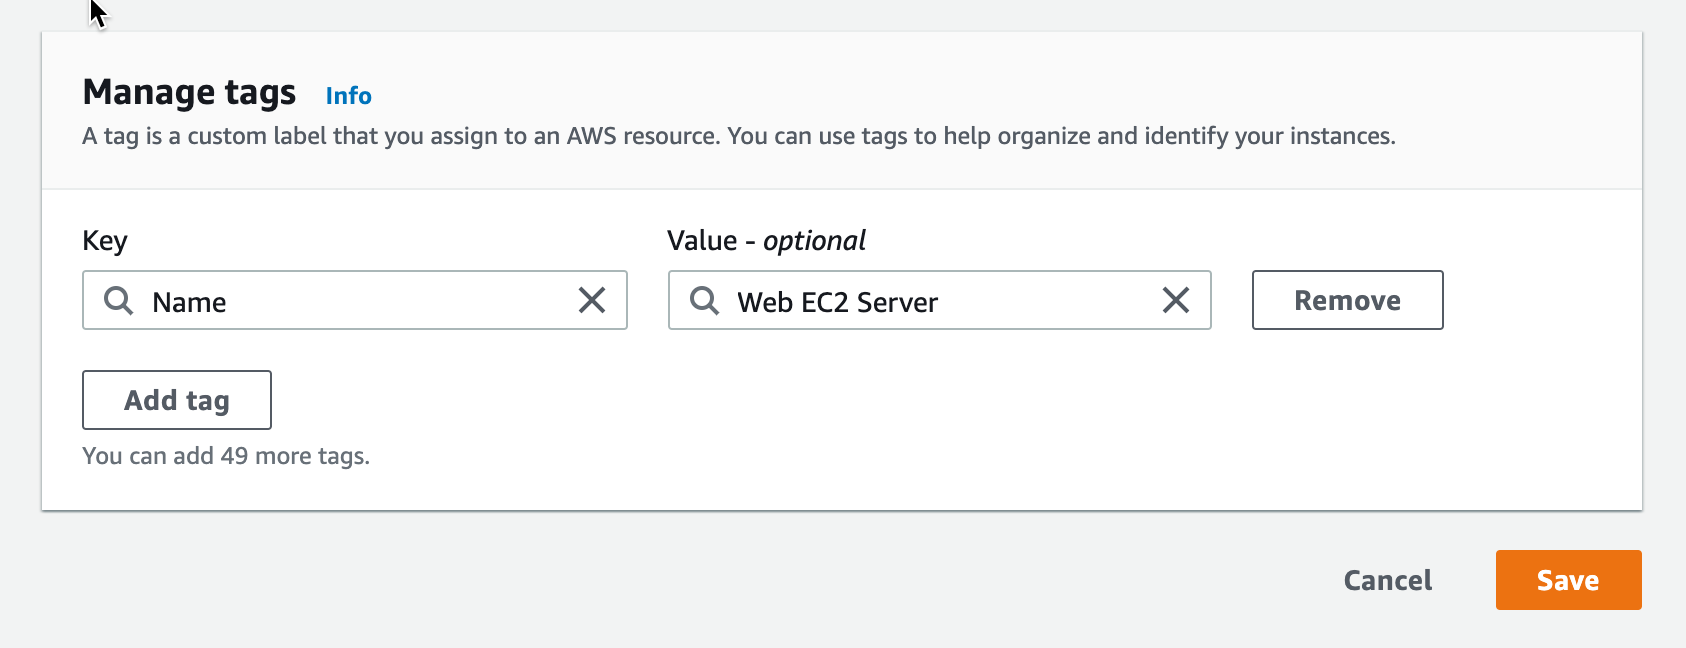 Manage tags Info
A tag is a custom label that you assign to an AWS resource. You can use tags to help organize and identify your instances.
Key Value - optional
Name Web EC2 Server Remove
Add tag
You can add 49 more tags.
Cancel Save